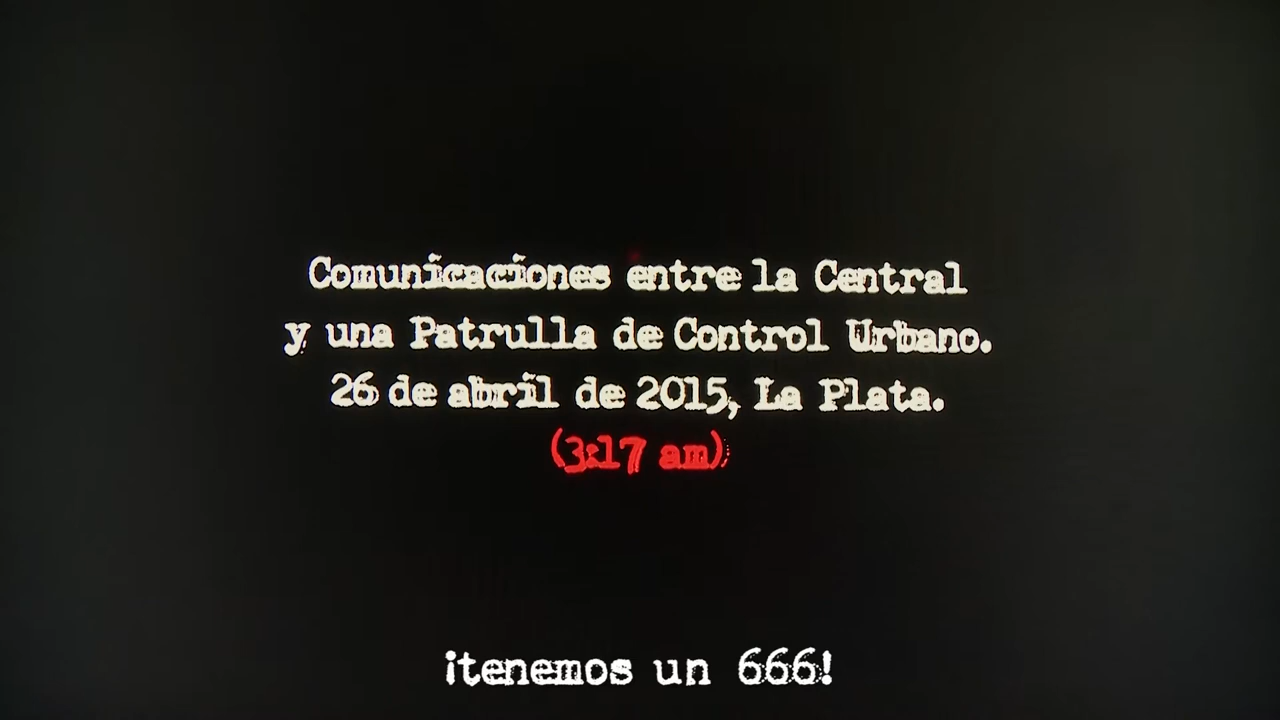 Comunicaciones entre la Central
y una Patrulla de Control Urbano.
26 de abril de 2015, La Plata.
(3:17 am)
¡tenemos un 666!